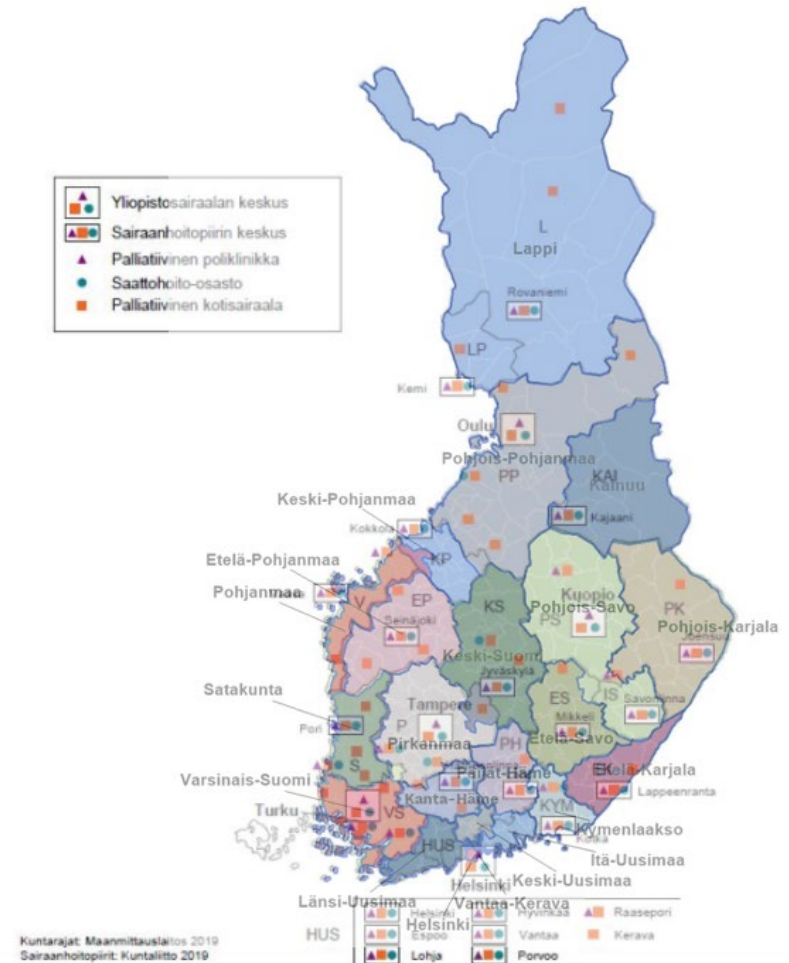 Yliopistosairaalan keskus
Sairaanhoitopiirin keskus
Palliatiivinen poliklinikka
Saattohoito-osasto
Palliatiivinen kotisairaala
L
Lappi
Rovaniemi
LP
Kemi
Oulu
Pohjois-Pohjanmaa
PP
KAI
Kainuu
Kajaani
Keski-Pohjanmaa
Kokkola
KP
Etelä-Pohjanmaa
Pohjanmaa
V
EP
Seinäjoki
KS
Kuopio
PS
Pohjois-Savo
PK
Pohjois-Karjala
Joensuu
Keski-Suomi
Jyväskylä
Satakunta
Pori
S
Tampere
P
Pirkanmaa
ES
IS
Savonlinna
Mikkeli
Etelä-Savo
PH
Päijät-Häme
Etelä-Karjala
Lappeenranta
Varsinais-Suomi
Turku
VS
Kanta-Häme
KYM
Kymenlaakso
Kotka
HUS
Itä-Uusimaa
Keski-Uusimaa
Helsinki
Länsi-Uusimaa
Vantaa-Kerava
Helsinki
HUS
Helsinki Hyvinkää Raasepori
Espoo Vantaa Kerava
Lohja Porvoo
Kuntarajat: Maanmittauslaitos 2019
Sairaanhoitopiirit: Kuntaliitto 2019